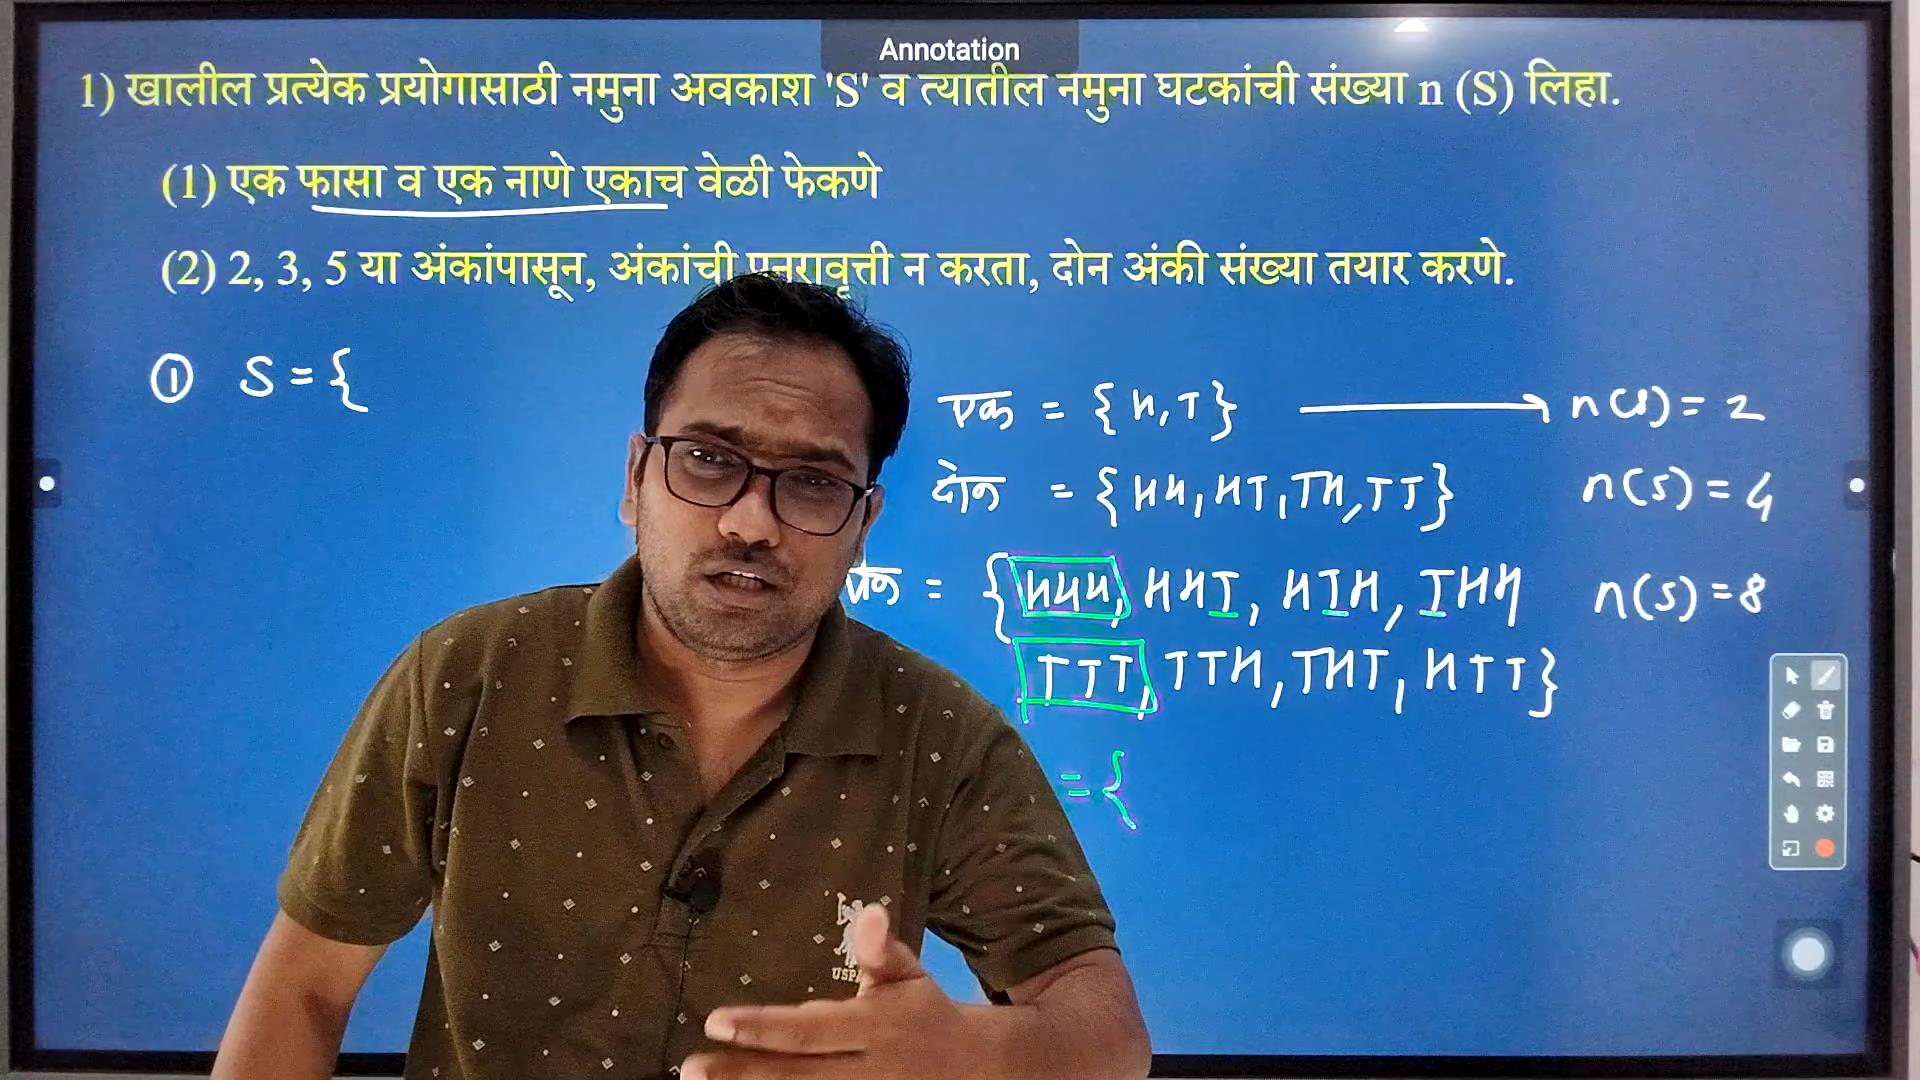 Annotation
1) खालील प्रत्येक प्रयोगासाठी नमुना अवकाश 'S' व त्यातील नमुना घटकांची संख्या n (S) लिहा.
(1) एक फासा व एक नाणे एकाच वेळी फेकणे
(2) 2, 3, 5 या अंकांपासून, अंकांची पुनरावृत्ती न करता, दोन अंकी संख्या तयार करणे.
① S = {
एक = {H, T} → n(S) = 2
दोन = {HH, HT, TH, TT} n(S) = 4
= {HHH, HHT, HTH, THH n(S) = 8
TTT, TTH, THT, HTT}
= {